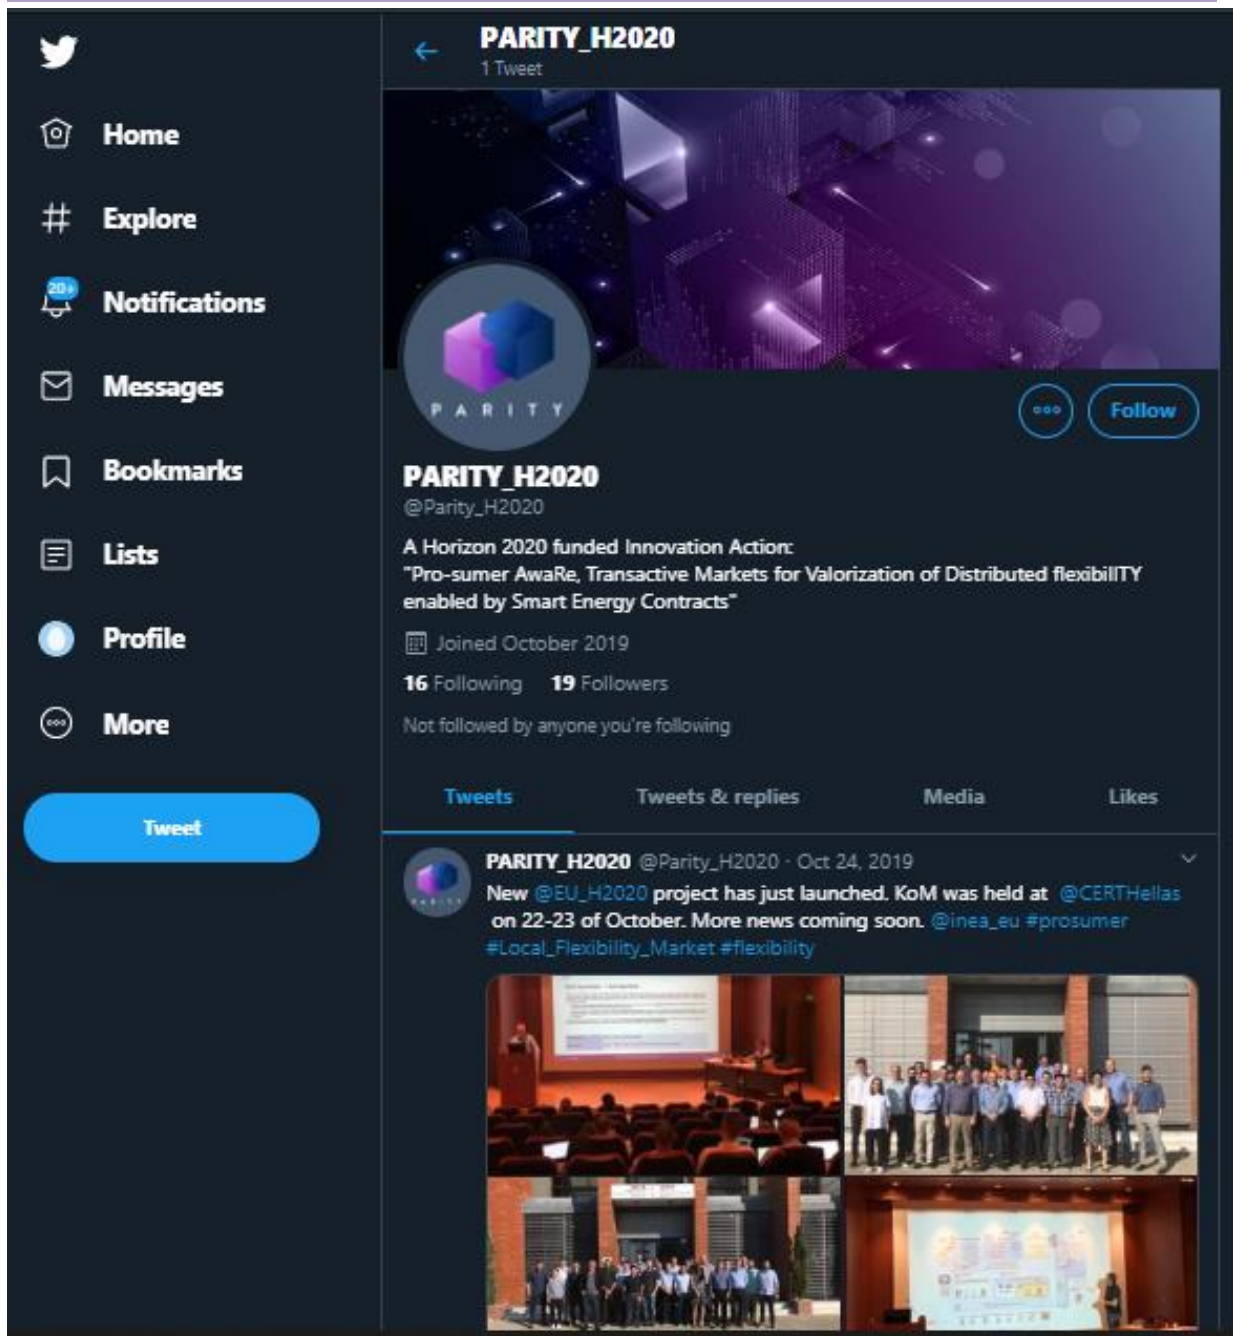 PARITY_H2020
1 Tweet
Home
Explore
20+
Notifications
Messages
Bookmarks
Lists
Profile
More
Tweet
PARITY
Follow
PARITY_H2020
@Parity_H2020
A Horizon 2020 funded Innovation Action:
"Pro-sumer AwaRe, Transactive Markets for Valorization of Distributed flexibilITY
enabled by Smart Energy Contracts"
Joined October 2019
16 Following 19 Followers
Not followed by anyone you're following
Tweets Tweets & replies Media Likes
PARITY_H2020 @Parity_H2020 · Oct 24, 2019
New @EU_H2020 project has just launched. KoM was held at @CERTHellas
on 22-23 of October. More news coming soon. @inea_eu #prosumer
#Local_Flexibility_Market #flexibility
PARITY